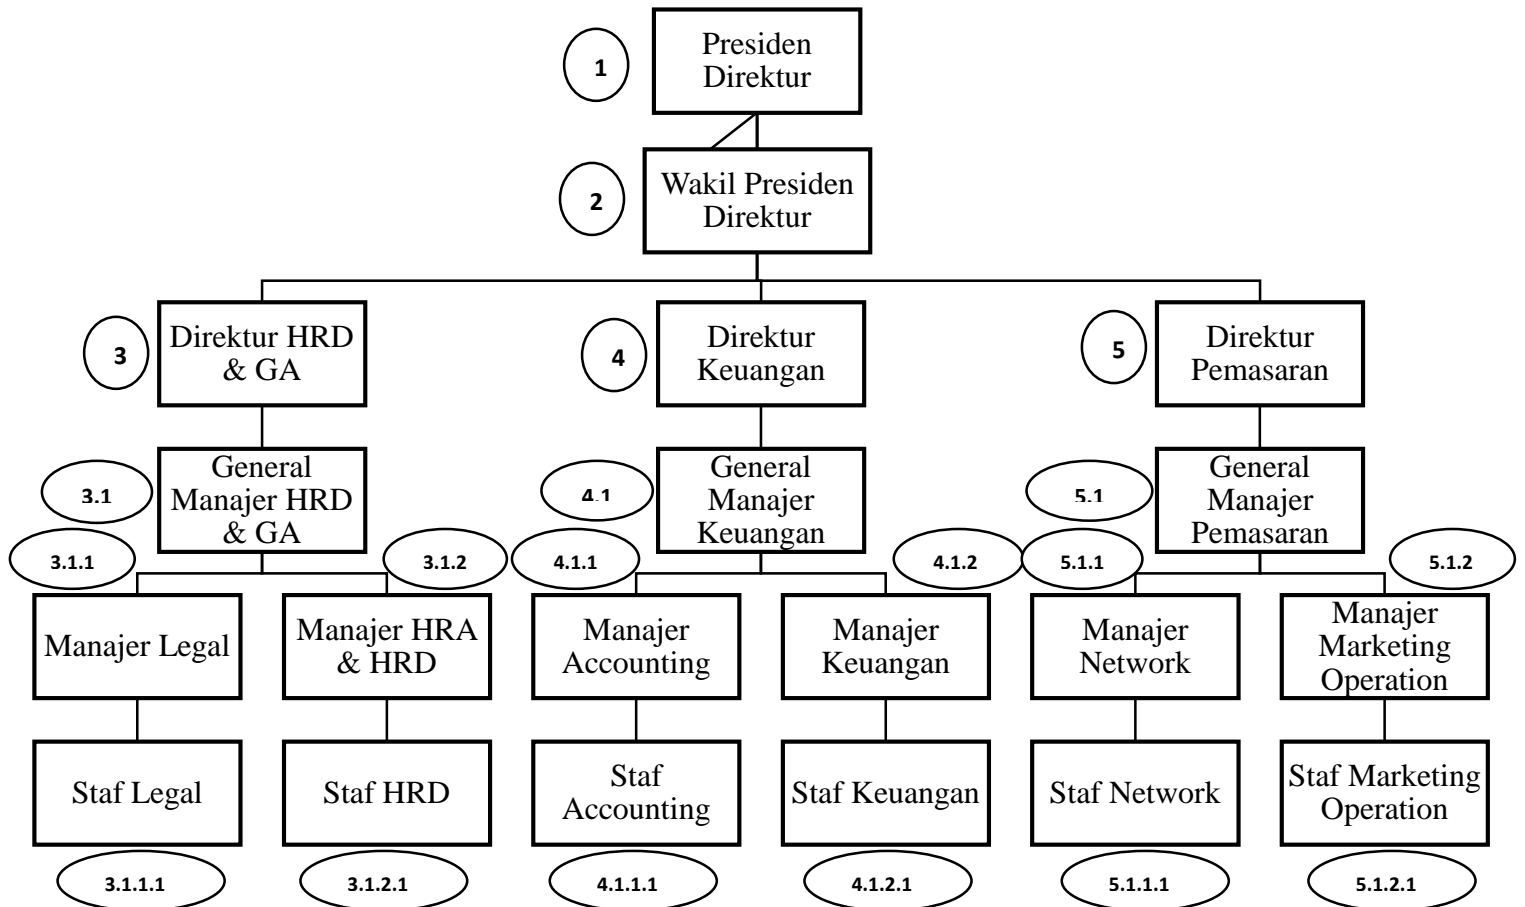 1
Presiden
Direktur
2
Wakil Presiden
Direktur
3
Direktur HRD
& GA
4
Direktur
Keuangan
5
Direktur
Pemasaran
3.1
General
Manajer HRD
& GA
4.1
General
Manajer
Keuangan
5.1
General
Manajer
Pemasaran
3.1.1
3.1.2
4.1.1
4.1.2
5.1.1
5.1.2
Manajer Legal
Manajer HRA
& HRD
Manajer
Accounting
Manajer
Keuangan
Manajer
Network
Manajer
Marketing
Operation
Staf Legal
Staf HRD
Staf
Accounting
Staf Keuangan
Staf Network
Staf Marketing
Operation
3.1.1.1
3.1.2.1
4.1.1.1
4.1.2.1
5.1.1.1
5.1.2.1